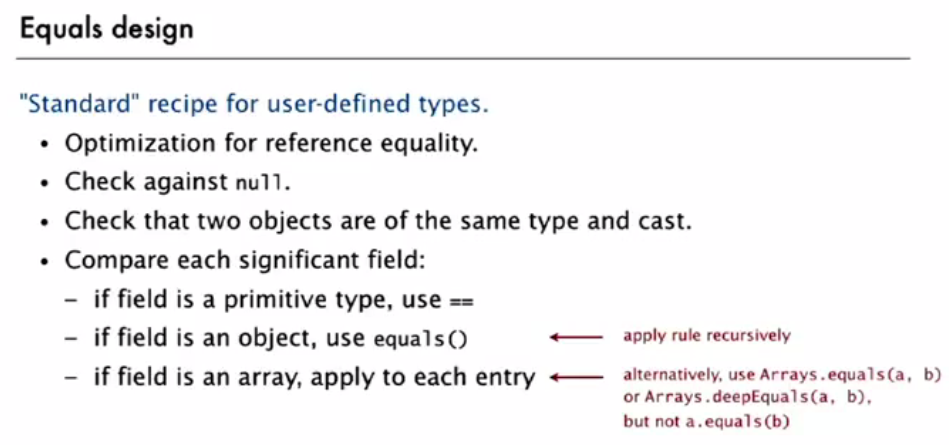 Equals design
"Standard" recipe for user-defined types.
• Optimization for reference equality.
• Check against null.
• Check that two objects are of the same type and cast.
• Compare each significant field:
– if field is a primitive type, use ==
– if field is an object, use equals()
apply rule recursively
– if field is an array, apply to each entry
alternatively, use Arrays.equals(a, b)
or Arrays.deepEquals(a, b),
but not a.equals(b)